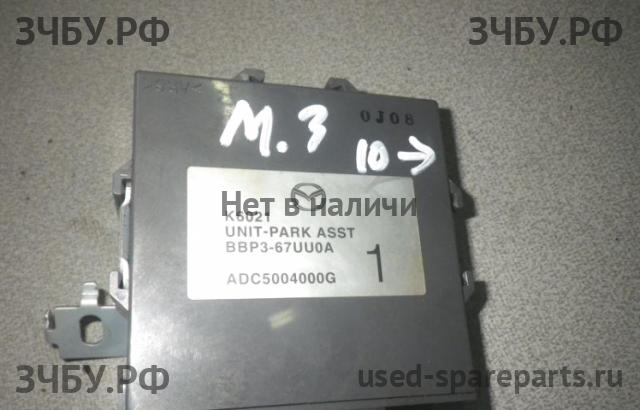 ЗЧБУ.РФ
ЗЧБУ.РФ
>ABS<
0J08
M.3
10→
Нет в наличи
K6021
UNIT-PARK ASST
BBP3-67UU0A
1
ADC5004000G
ЗЧБУ.РФ
used-spareparts.ru